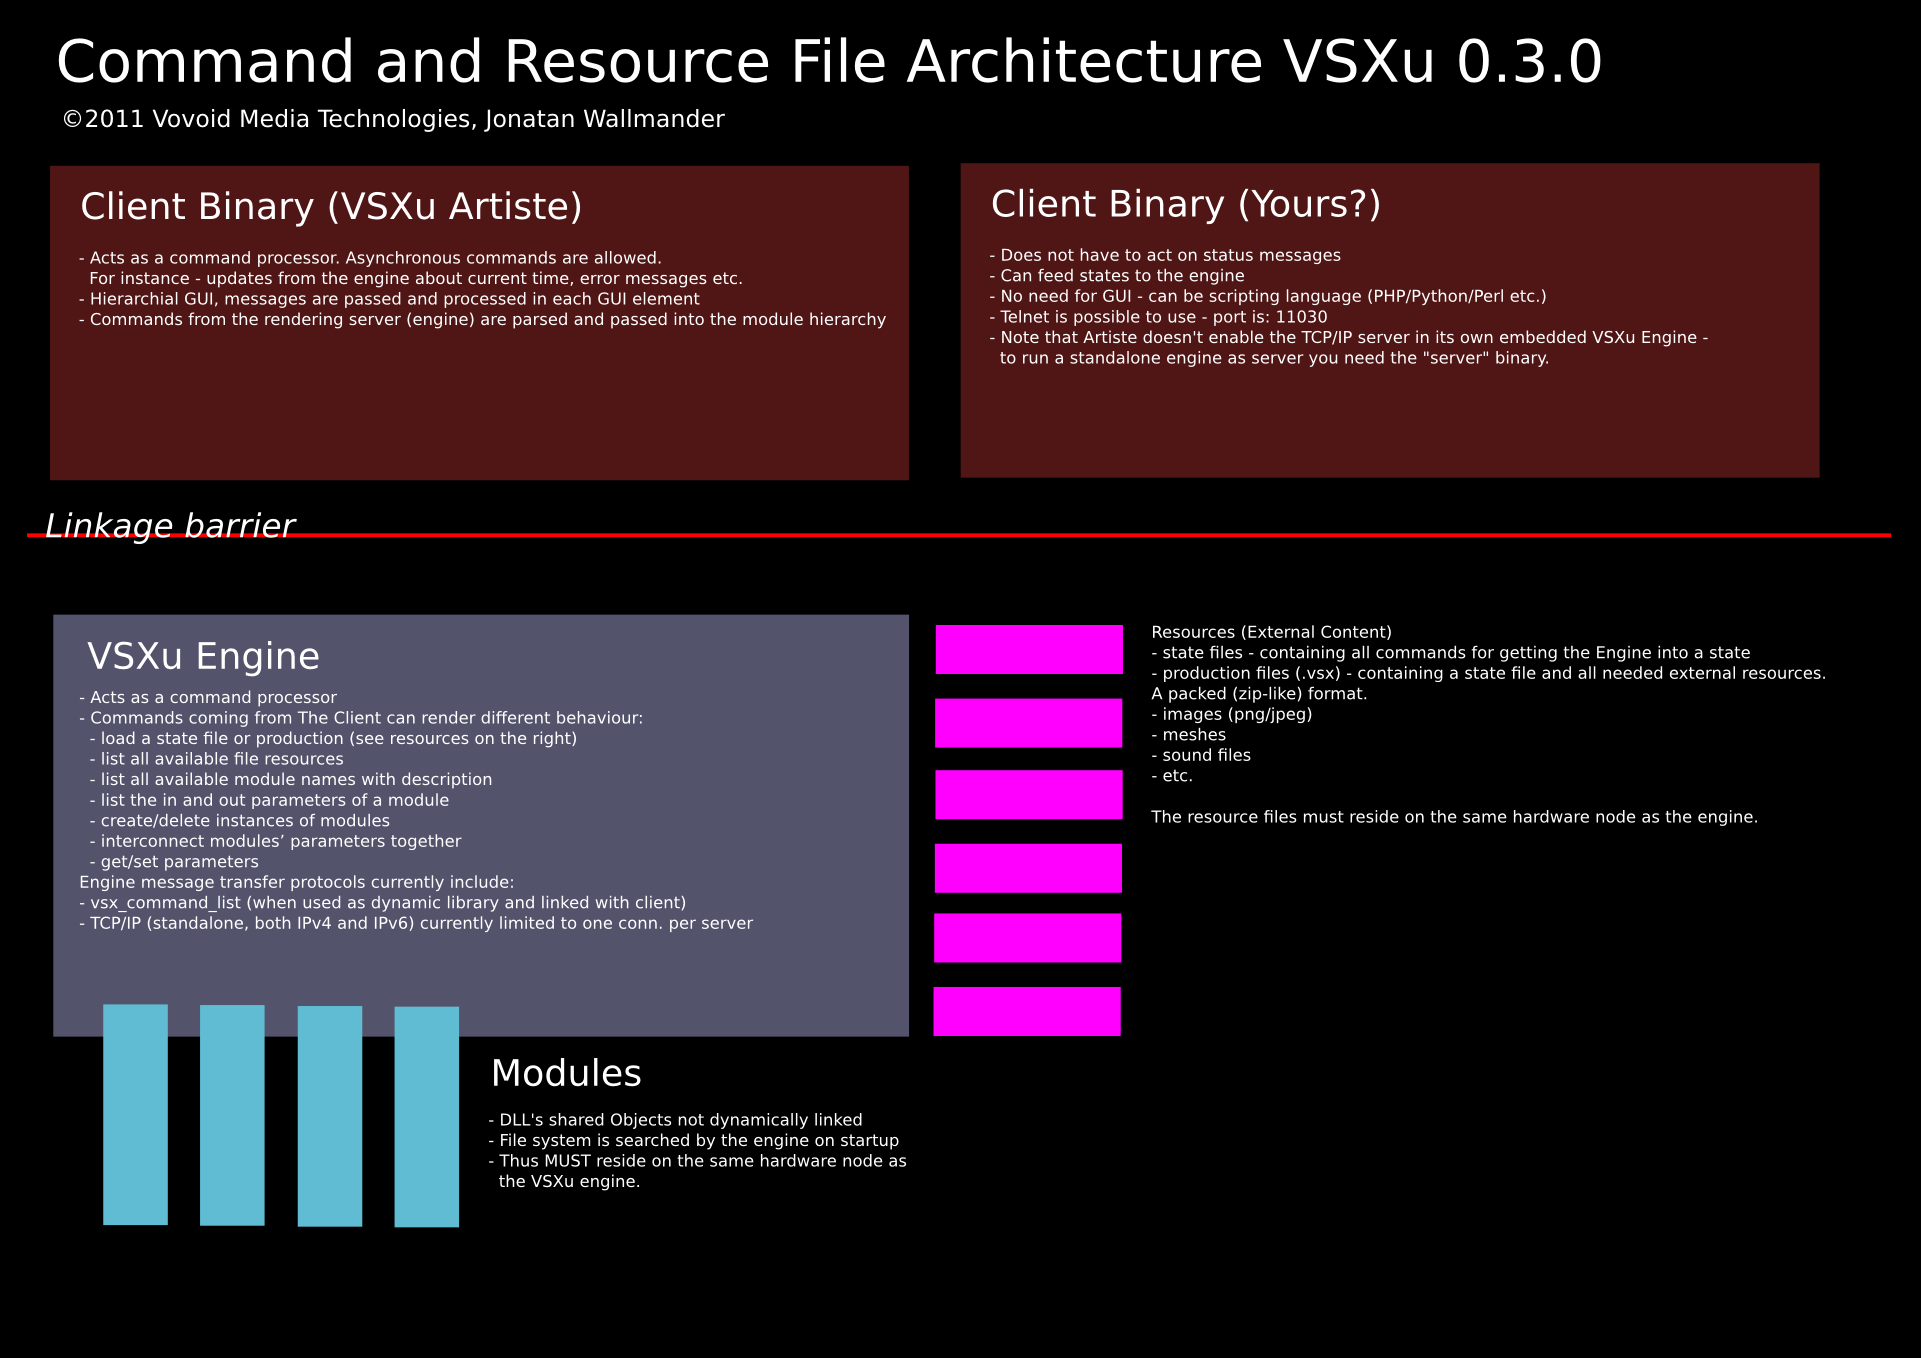 Command and Resource File Architecture VSXu 0.3.0
©2011 Vovoid Media Technologies, Jonatan Wallmander
Client Binary (VSXu Artiste)
- Acts as a command processor. Asynchronous commands are allowed.
For instance - updates from the engine about current time, error messages etc.
- Hierarchial GUI, messages are passed and processed in each GUI element
- Commands from the rendering server (engine) are parsed and passed into the module hierarchy
Client Binary (Yours?)
- Does not have to act on status messages
- Can feed states to the engine
- No need for GUI - can be scripting language (PHP/Python/Perl etc.)
- Telnet is possible to use - port is: 11030
- Note that Artiste doesn't enable the TCP/IP server in its own embedded VSXu Engine -
to run a standalone engine as server you need the "server" binary.
Linkage barrier
VSXu Engine
- Acts as a command processor
- Commands coming from The Client can render different behaviour:
- load a state file or production (see resources on the right)
- list all available file resources
- list all available module names with description
- list the in and out parameters of a module
- create/delete instances of modules
- interconnect modules’ parameters together
- get/set parameters
Engine message transfer protocols currently include:
- vsx_command_list (when used as dynamic library and linked with client)
- TCP/IP (standalone, both IPv4 and IPv6) currently limited to one conn. per server
Resources (External Content)
- state files - containing all commands for getting the Engine into a state
- production files (.vsx) - containing a state file and all needed external resources.
A packed (zip-like) format.
- images (png/jpeg)
- meshes
- sound files
- etc.
The resource files must reside on the same hardware node as the engine.
Modules
- DLL's shared Objects not dynamically linked
- File system is searched by the engine on startup
- Thus MUST reside on the same hardware node as
the VSXu engine.